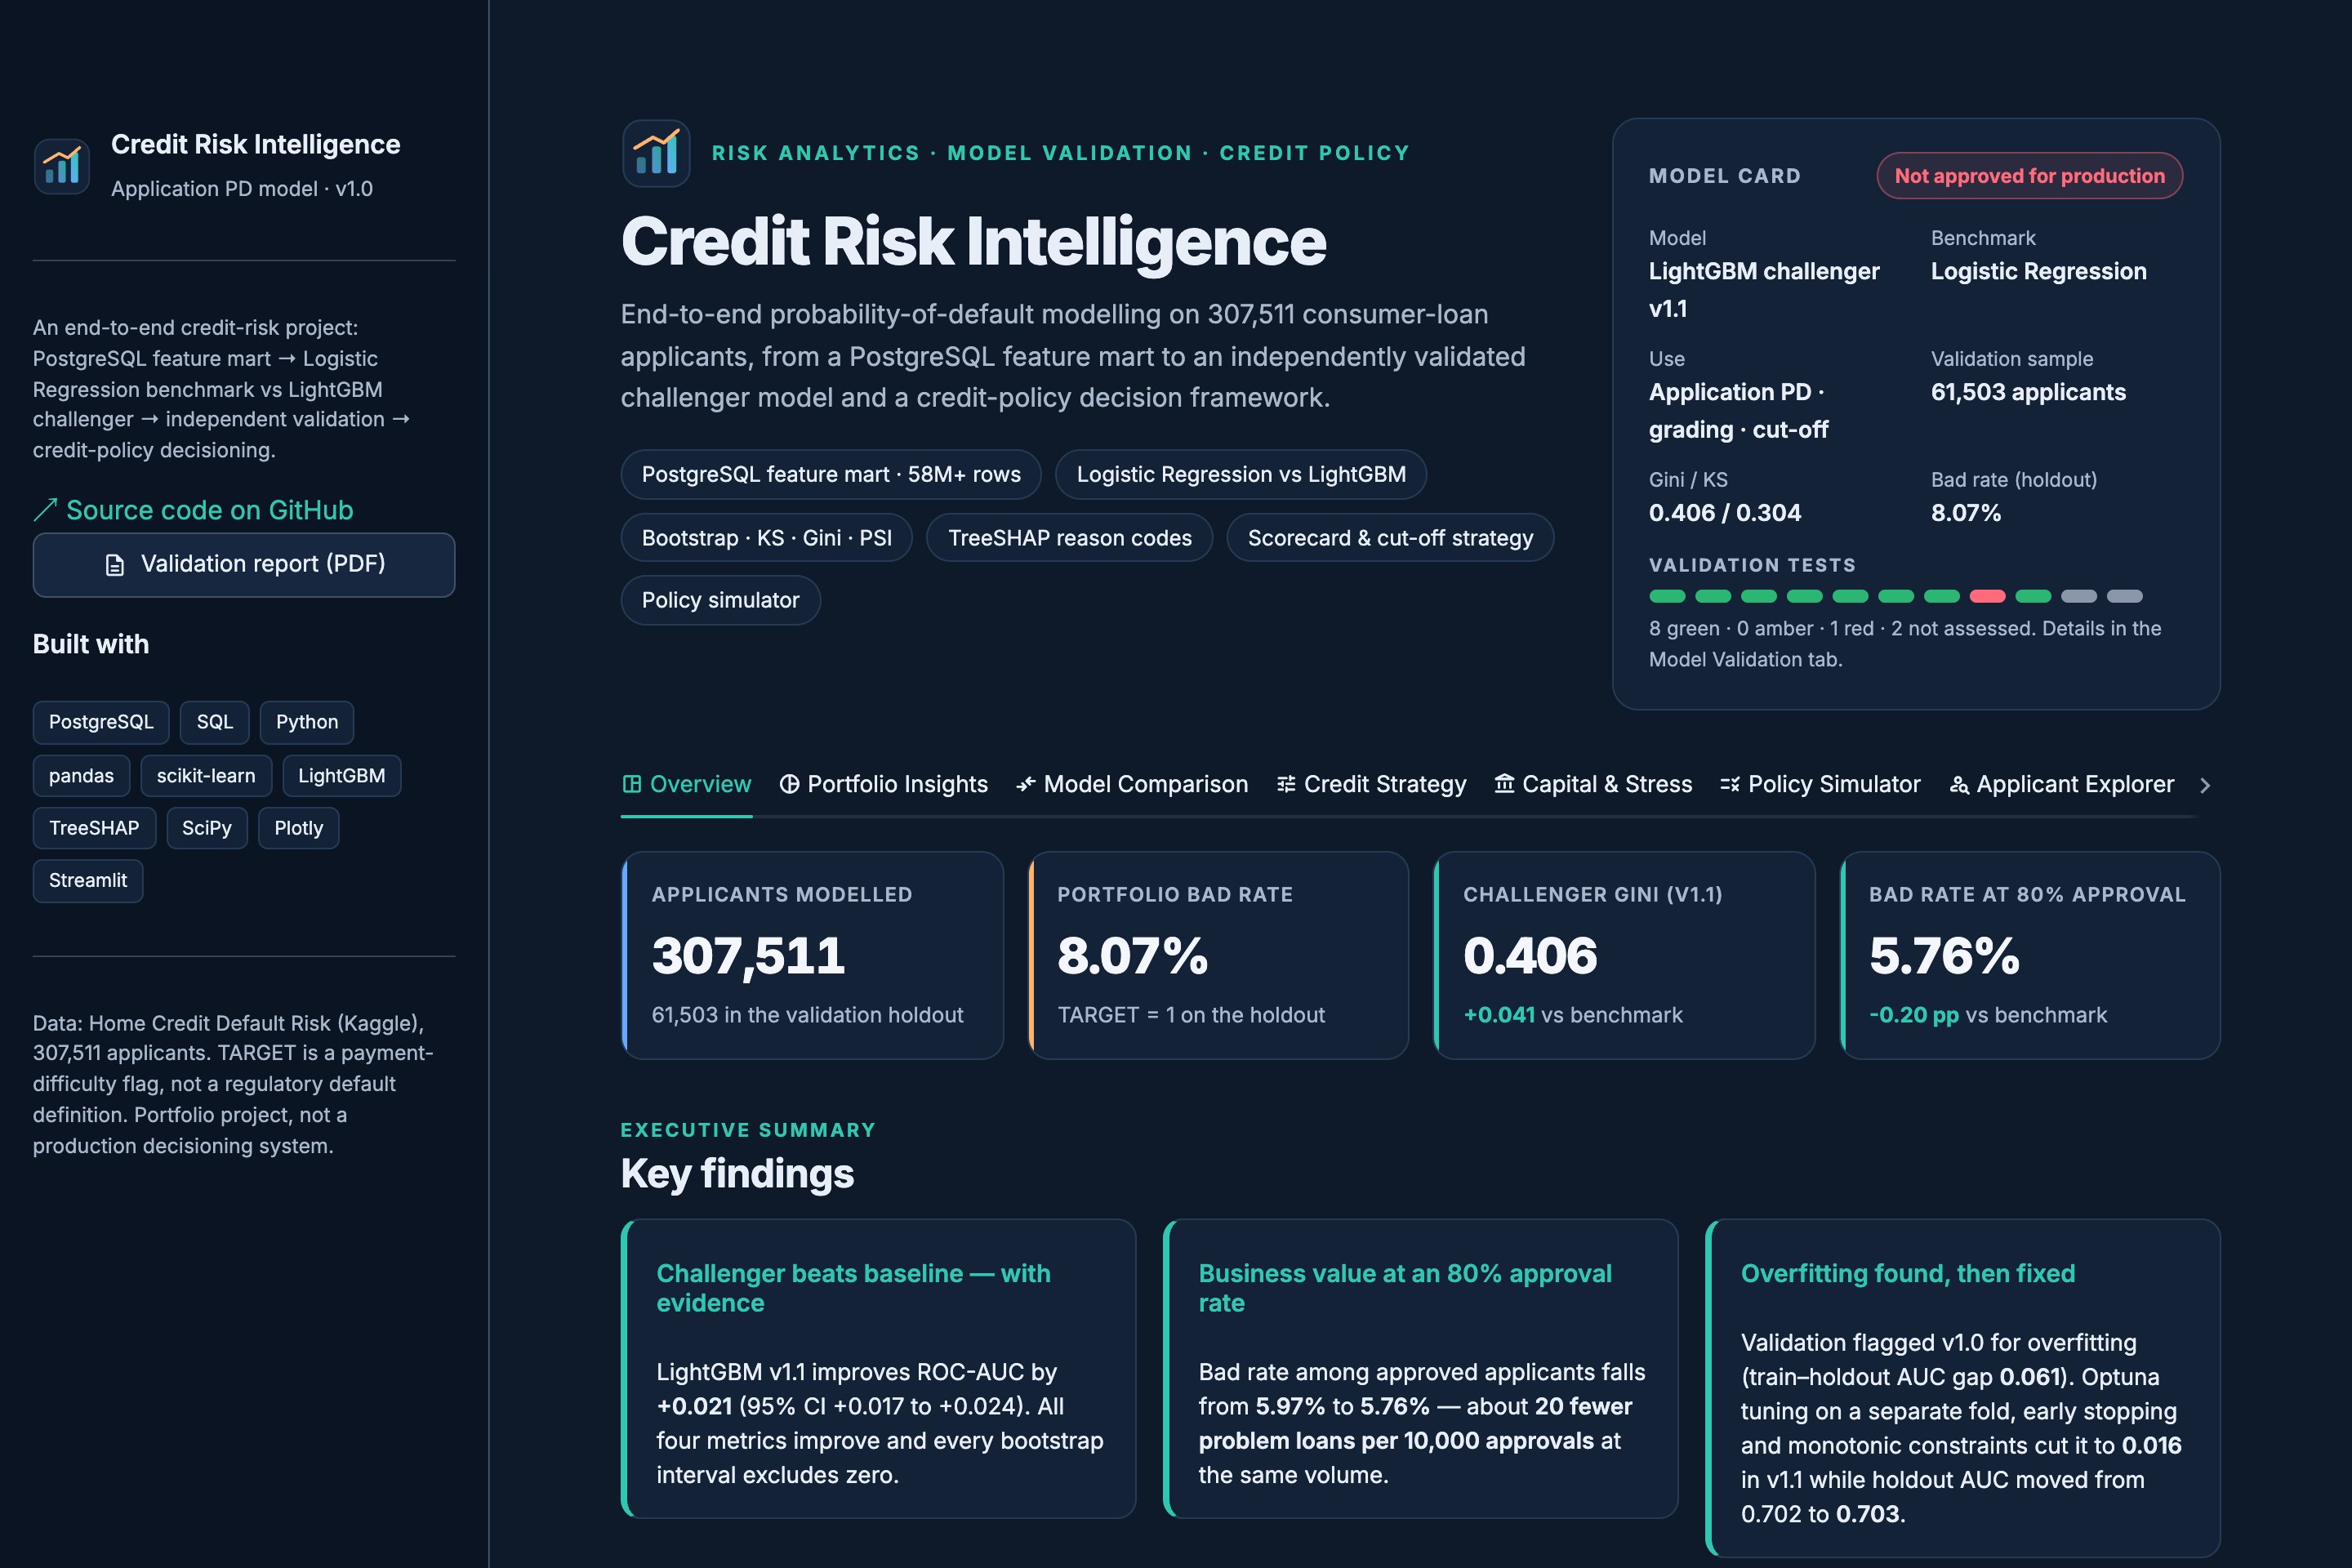 Credit Risk Intelligence
Application PD model · v1.0
An end-to-end credit-risk project:
PostgreSQL feature mart → Logistic
Regression benchmark vs LightGBM
challenger → independent validation →
credit-policy decisioning.
Source code on GitHub
Validation report (PDF)
Built with
PostgreSQL
SQL
Python
pandas
scikit-learn
LightGBM
TreeSHAP
SciPy
Plotly
Streamlit
Data: Home Credit Default Risk (Kaggle),
307,511 applicants. TARGET is a payment-
difficulty flag, not a regulatory default
definition. Portfolio project, not a
production decisioning system.
RISK ANALYTICS · MODEL VALIDATION · CREDIT POLICY
Credit Risk Intelligence
End-to-end probability-of-default modelling on 307,511 consumer-loan
applicants, from a PostgreSQL feature mart to an independently validated
challenger model and a credit-policy decision framework.
PostgreSQL feature mart · 58M+ rows
Logistic Regression vs LightGBM
Bootstrap · KS · Gini · PSI
TreeSHAP reason codes
Scorecard & cut-off strategy
Policy simulator
MODEL CARD
Not approved for production
Model
LightGBM challenger
v1.1
Benchmark
Logistic Regression
Use
Application PD ·
grading · cut-off
Validation sample
61,503 applicants
Gini / KS
0.406 / 0.304
Bad rate (holdout)
8.07%
VALIDATION TESTS
8 green · 0 amber · 1 red · 2 not assessed. Details in the
Model Validation tab.
Overview
Portfolio Insights
Model Comparison
Credit Strategy
Capital & Stress
Policy Simulator
Applicant Explorer
APPLICANTS MODELLED
307,511
61,503 in the validation holdout
PORTFOLIO BAD RATE
8.07%
TARGET = 1 on the holdout
CHALLENGER GINI (V1.1)
0.406
+0.041 vs benchmark
BAD RATE AT 80% APPROVAL
5.76%
-0.20 pp vs benchmark
EXECUTIVE SUMMARY
Key findings
Challenger beats baseline — with
evidence
LightGBM v1.1 improves ROC-AUC by
+0.021 (95% CI +0.017 to +0.024). All
four metrics improve and every bootstrap
interval excludes zero.
Business value at an 80% approval
rate
Bad rate among approved applicants falls
from 5.97% to 5.76% — about 20 fewer
problem loans per 10,000 approvals at
the same volume.
Overfitting found, then fixed
Validation flagged v1.0 for overfitting
(train–holdout AUC gap 0.061). Optuna
tuning on a separate fold, early stopping
and monotonic constraints cut it to 0.016
in v1.1 while holdout AUC moved from
0.702 to 0.703.